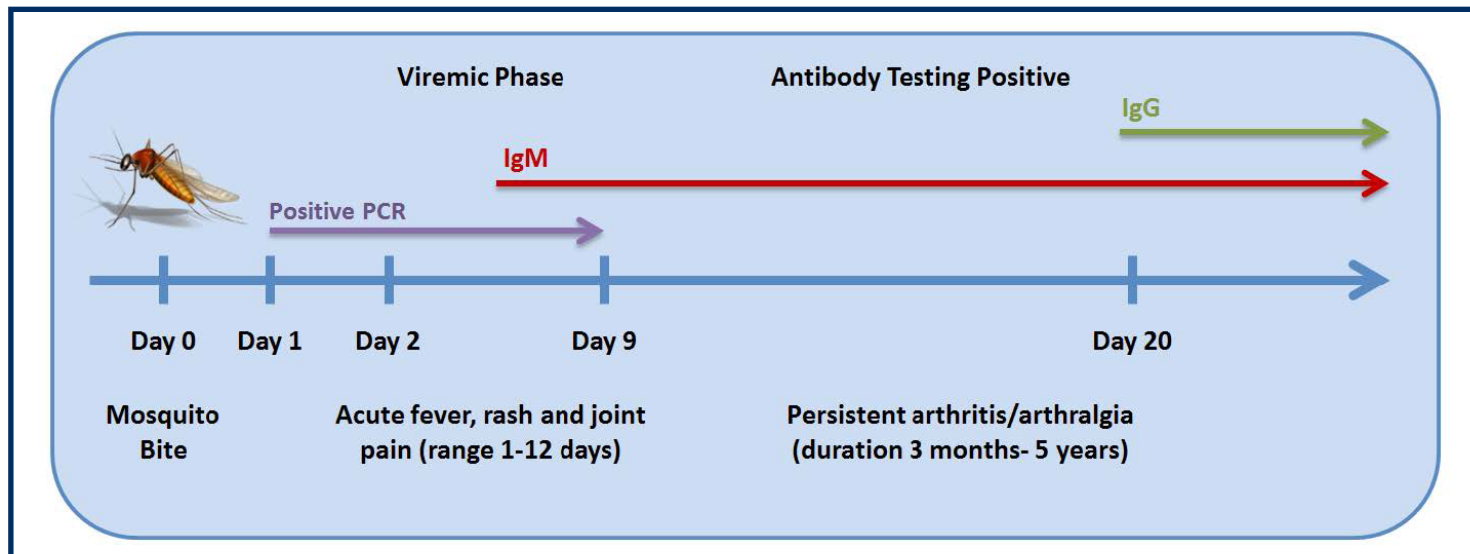 Viremic Phase
Antibody Testing Positive
IgG
IgM
Positive PCR
Day 0
Day 1
Day 2
Day 9
Day 20
Mosquito
Bite
Acute fever, rash and joint
pain (range 1-12 days)
Persistent arthritis/arthralgia
(duration 3 months- 5 years)